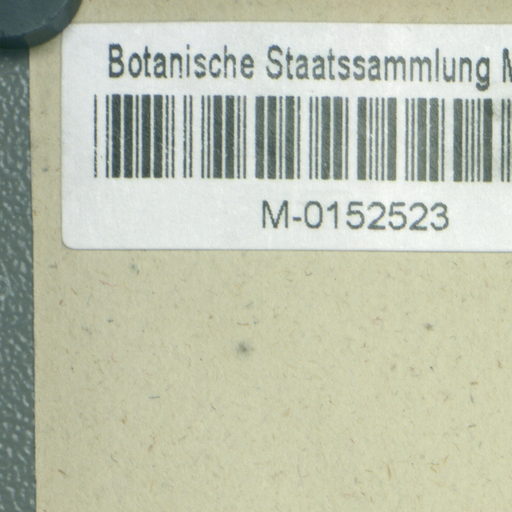 Botanische Staatssammlung
M-0152523